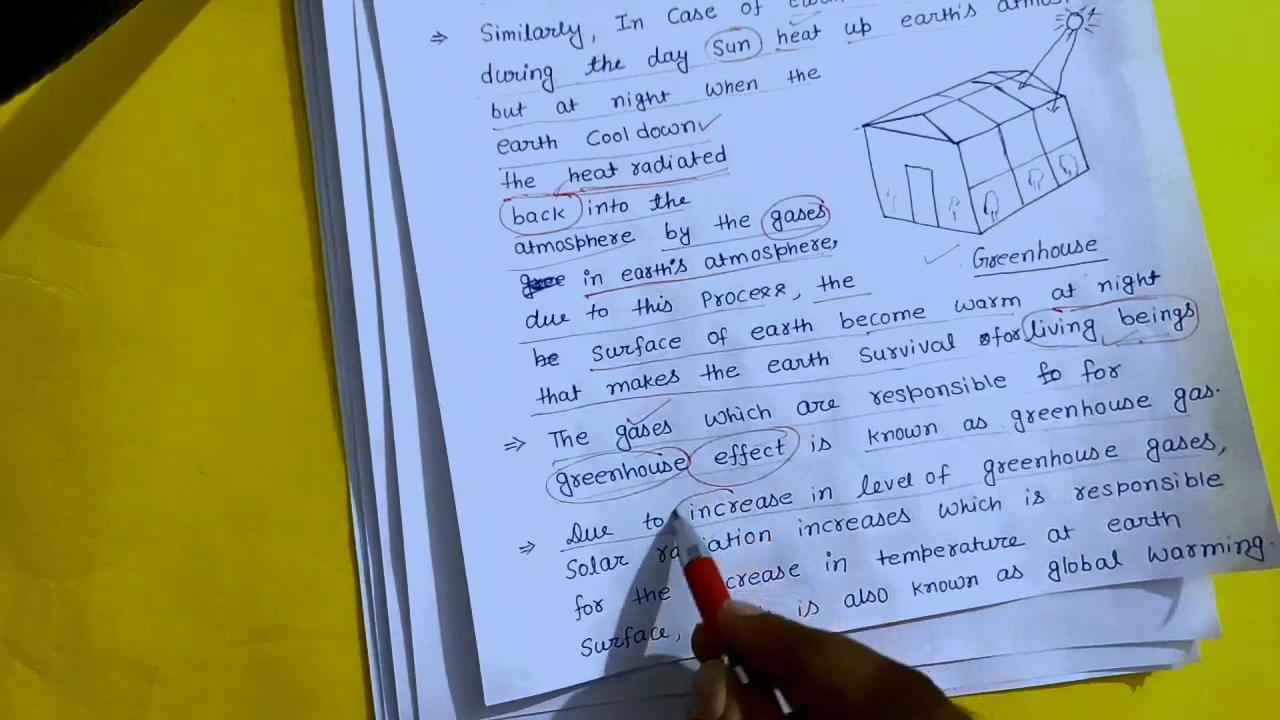 ⇒ Similarly, In Case of
during the day Sun heat up earth's
but at night when the
earth Cool down
the heat radiated
back into the
atmosphere by the gases
in earth's atmosphere,
due to this Process, the
surface of earth become warm at night
that makes the earth survival for living beings
⇒ The gases which are responsible for
greenhouse effect is known as greenhouse gas.
⇒ Due to increase in level of greenhouse gases,
Solar radiation increases which is responsible
for the increase in temperature at earth
Surface, is also known as global warming.
Greenhouse